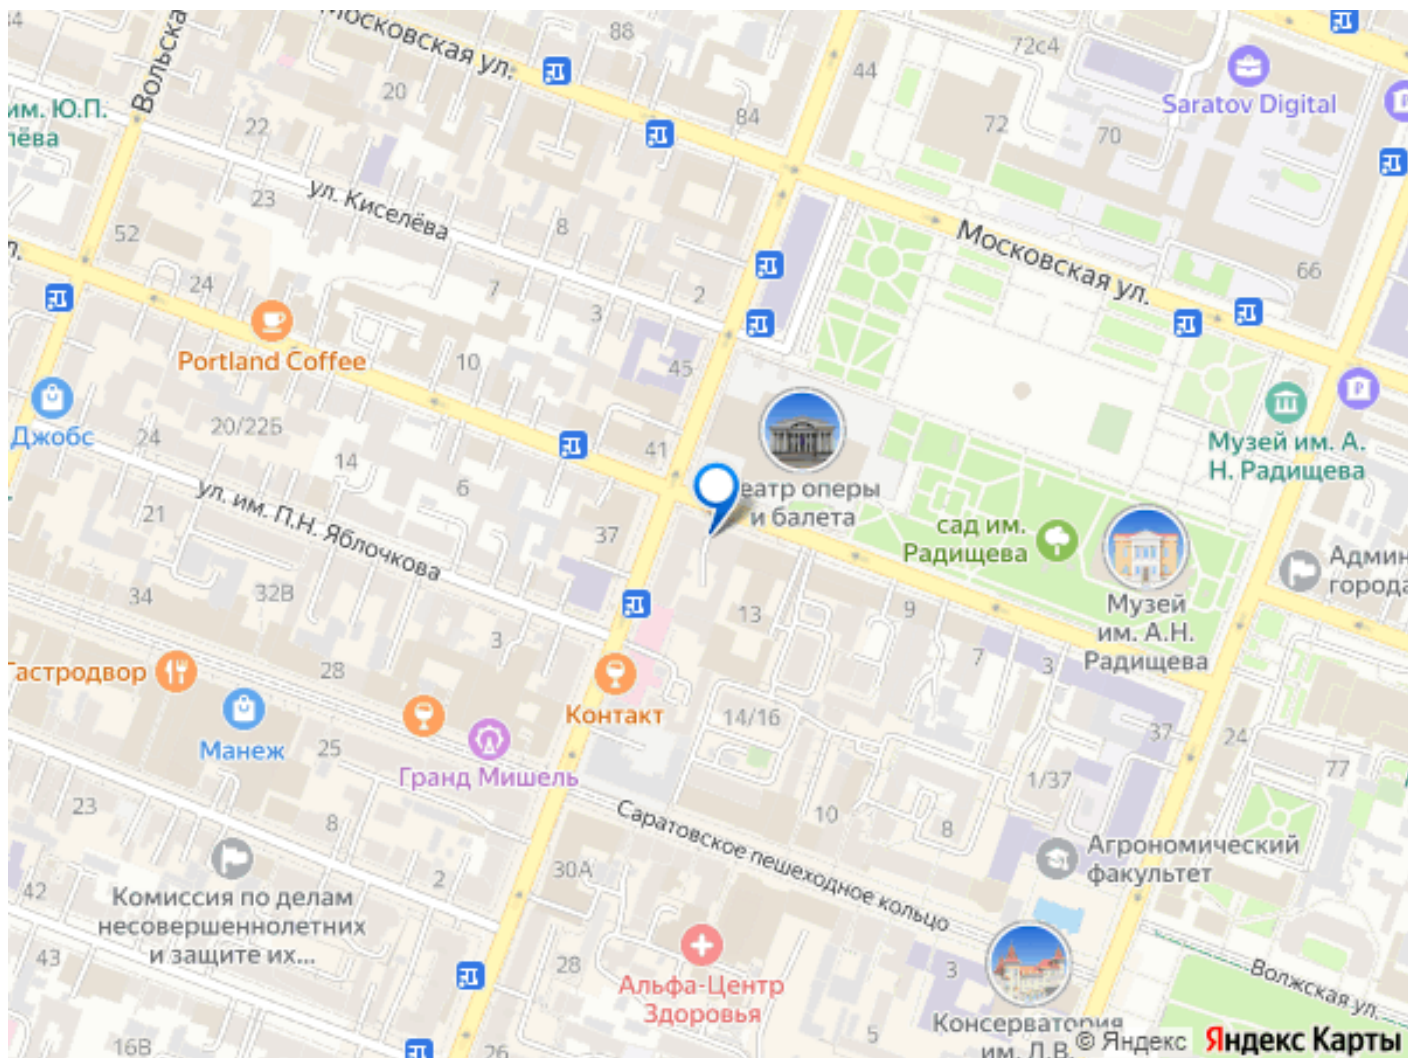 Московская ул.
88
72с4
44
Вольска
20
Saratov Digital
им. Ю.П.
лёва
22
84
72
70
ул. Киселёва
23
8
52
Московская ул.
66
24
7
2
3
Portland Coffee
10
45
Джобс
24
20/225
41
Музей им. А.
Н. Радищева
14
6
еатр оперы
и балета
ул. им. П.Н. Яблочкова
21
37
сад им.
Радищева
Админ
города
34
32В
3
13
9
Музей
им. А.Н.
Радищева
7
3
Гастродвор
28
Контакт
14/16
37
24
Манеж
25
Гранд Мишель
77
1/37
23
8
Саратовское пешеходное кольцо
10
8
Агрономический
факультет
30А
2
42
Комиссия по делам
несовершеннолетних
и защите их...
43
28
Альфа-Центр
Здоровья
3
Волжская ул.
Консерватория
им. Л.В.
5
16В
26
© Яндекс Яндекс Карты